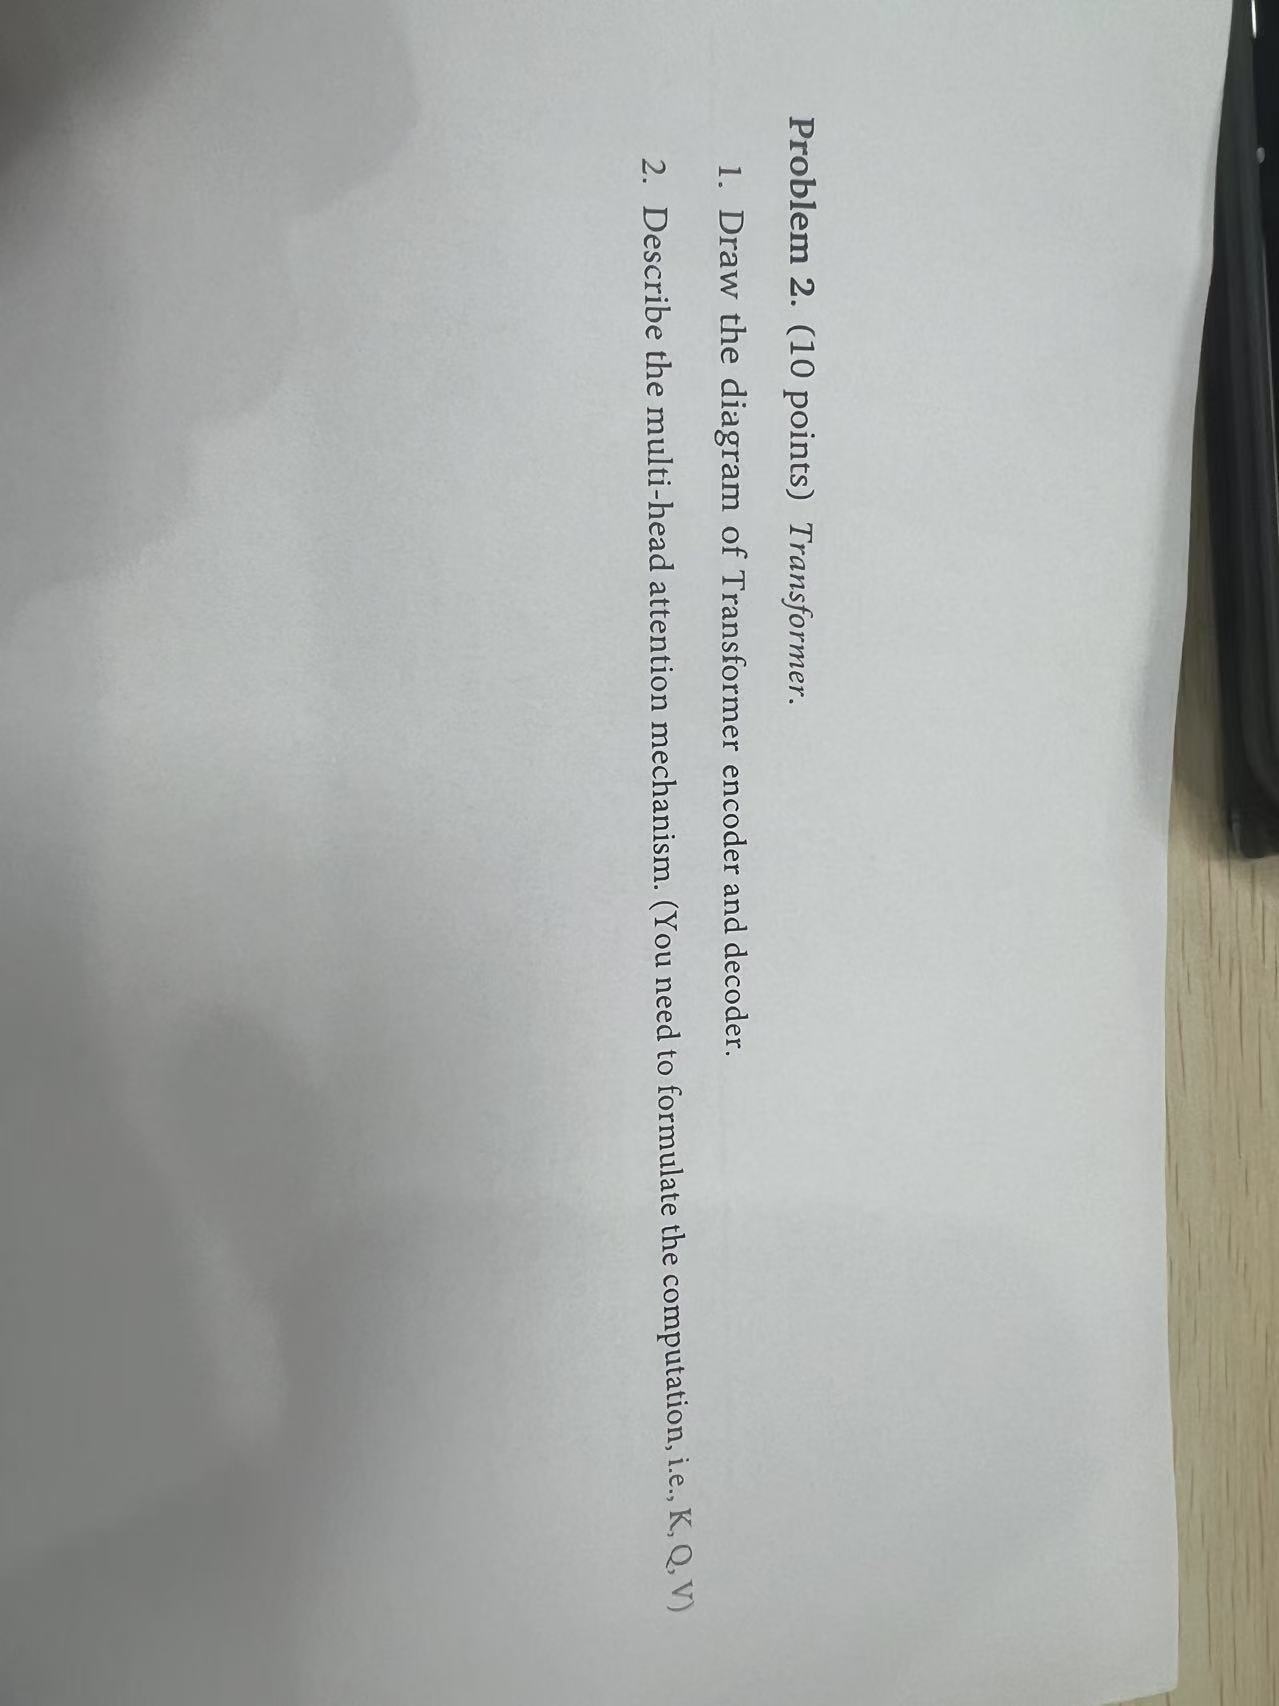 Problem 2. (10 points) Transformer.
1. Draw the diagram of Transformer encoder and decoder.
2. Describe the multi-head attention mechanism. (You need to formulate the computation, i.e., K, Q, V)